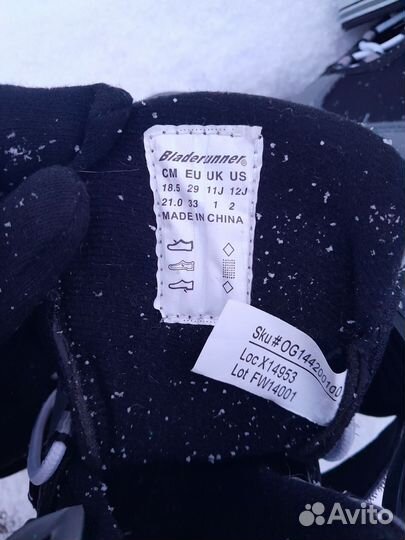 Bladerunner®
CM EU UK US
18.5 29 11J 12J
21.0 33 1 2
MADE IN CHINA
Sku# OG144209100
Loc X14953
Lot FW14001
Avito